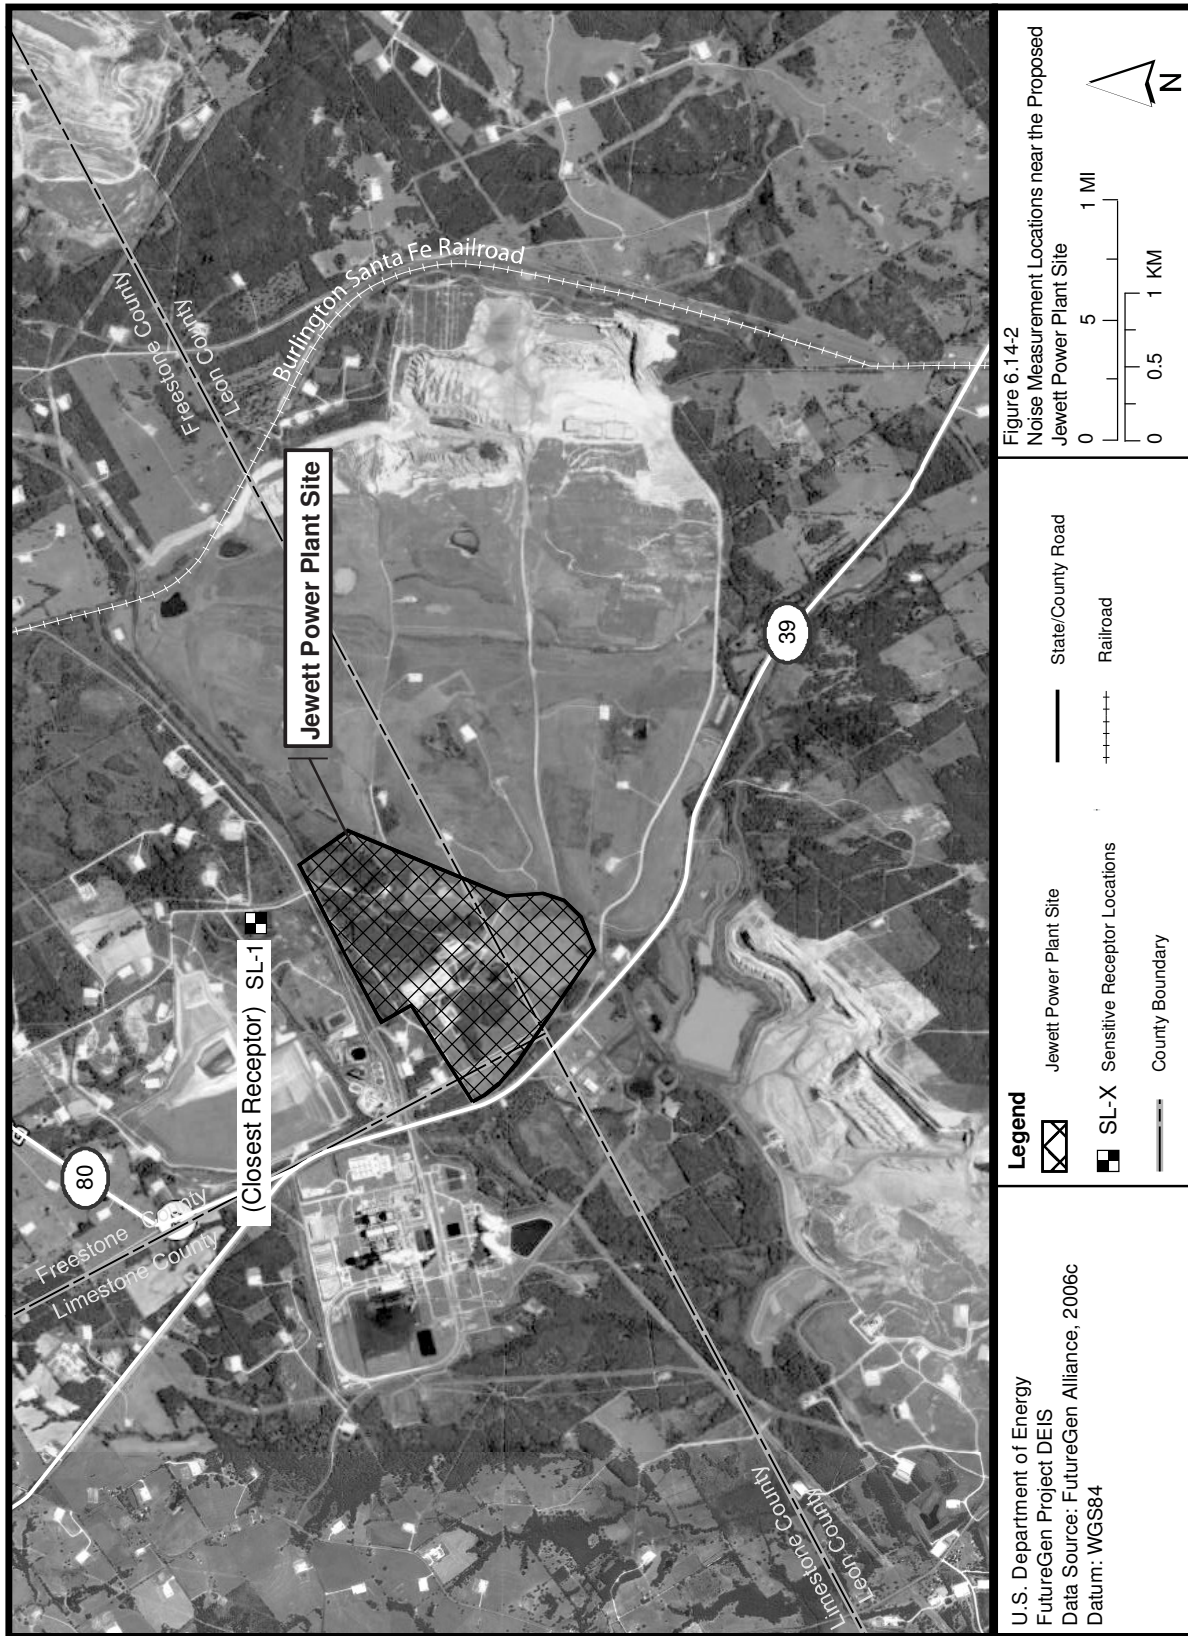 Freestone County
Leon County
Burlington Santa Fe Railroad
Jewett Power Plant Site
39
(Closest Receptor) SL-1
80
Freestone County
Limestone County
Limestone County
Leon County
U.S. Department of Energy
FutureGen Project DEIS
Data Source: FutureGen Alliance, 2006c
Datum: WGS84
Legend
Jewett Power Plant Site
SL-X Sensitive Receptor Locations
County Boundary
State/County Road
Railroad
Figure 6.14-2
Noise Measurement Locations near the Proposed
Jewett Power Plant Site
0 5 1 MI
0 0.5 1 KM
N